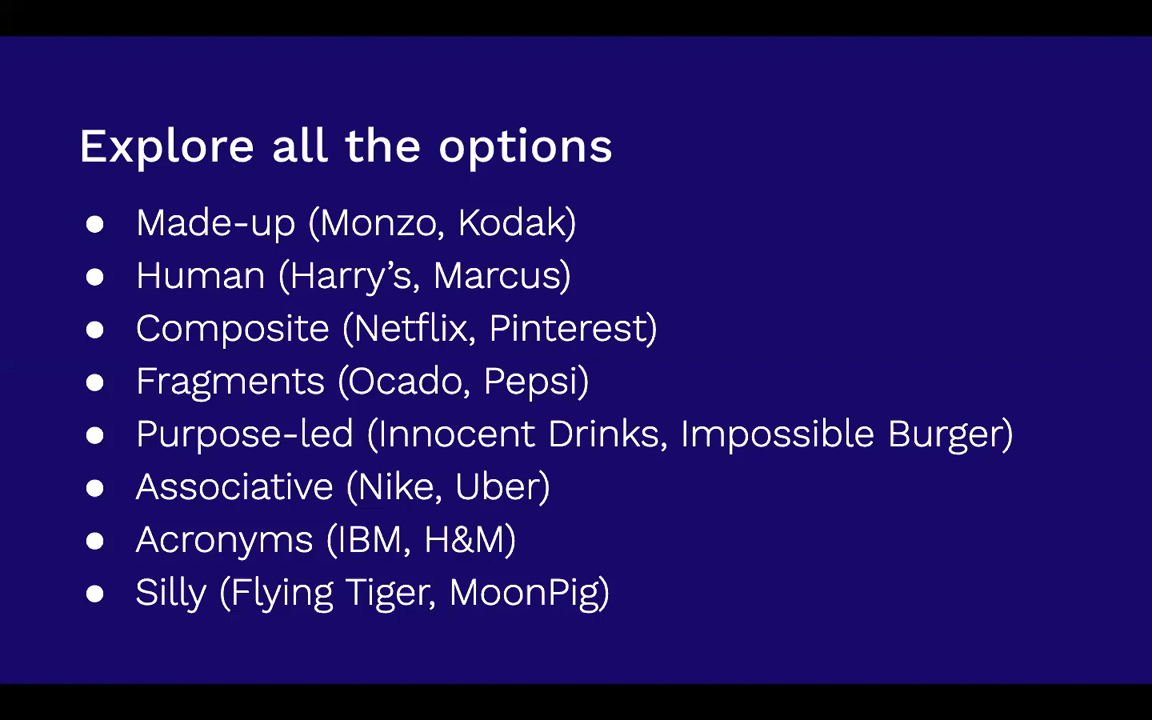 Explore all the options
● Made-up (Monzo, Kodak)
● Human (Harry’s, Marcus)
● Composite (Netflix, Pinterest)
● Fragments (Ocado, Pepsi)
● Purpose-led (Innocent Drinks, Impossible Burger)
● Associative (Nike, Uber)
● Acronyms (IBM, H&M)
● Silly (Flying Tiger, MoonPig)